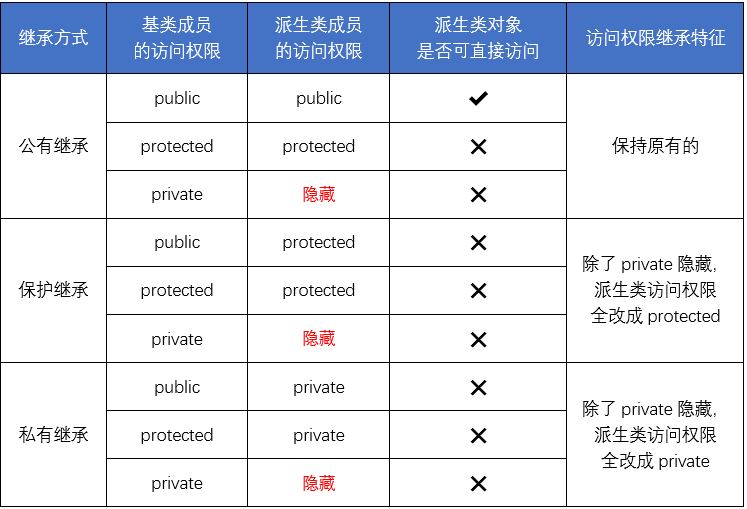 继承方式
基类成员
的访问权限
派生类成员
的访问权限
派生类对象
是否可直接访问
访问权限继承特征
公有继承
public
public
✔
保持原有的
protected
protected
✕
private
隐藏
✕
保护继承
public
protected
✕
除了 private 隐藏，
派生类访问权限
全改成 protected
protected
protected
✕
private
隐藏
✕
私有继承
public
private
✕
除了 private 隐藏，
派生类访问权限
全改成 private
protected
private
✕
private
隐藏
✕